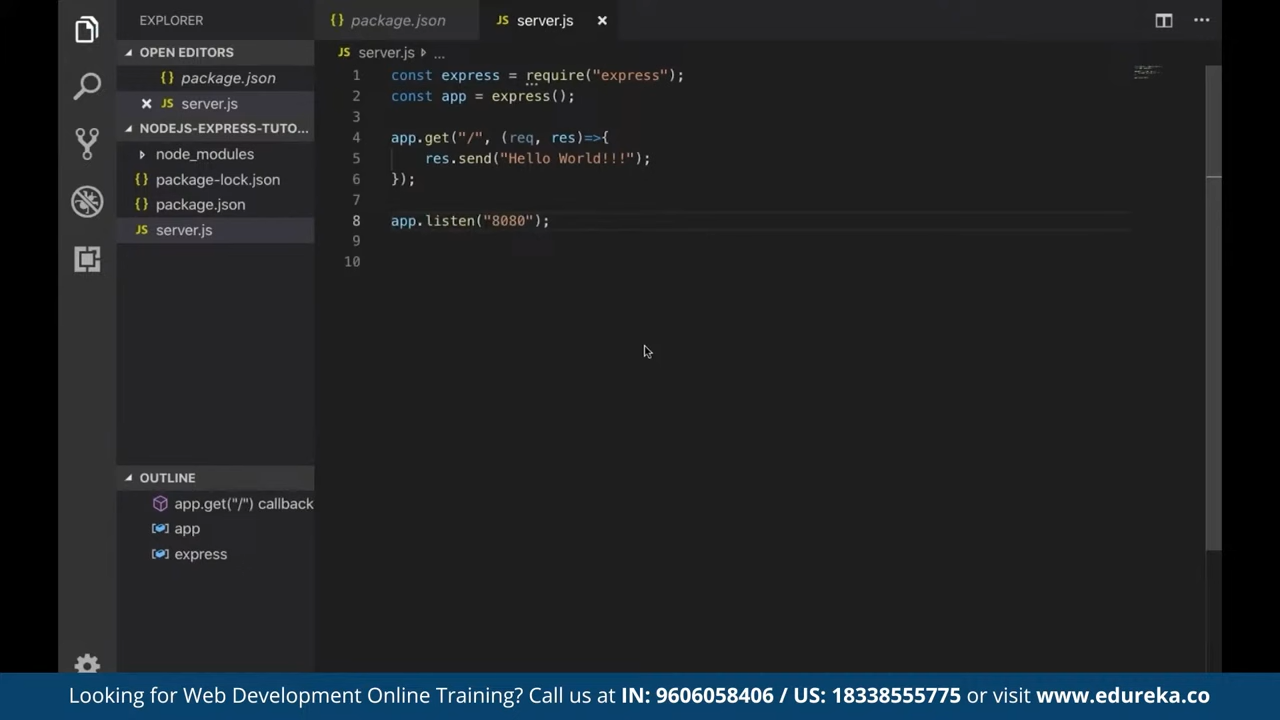 EXPLORER
OPEN EDITORS
{} package.json
JS server.js
NODEJS-EXPRESS-TUTO...
node_modules
{} package-lock.json
{} package.json
JS server.js
OUTLINE
app.get("/") callback
app
express
{} package.json
JS server.js
JS server.js ...
1 const express = require("express");
2 const app = express();
3
4 app.get("/", (req, res)=>{
5 res.send("Hello World!!!");
6 });
7
8 app.listen("8080");
9
10
Looking for Web Development Online Training? Call us at IN: 9606058406 / US: 18338555775 or visit www.edureka.co